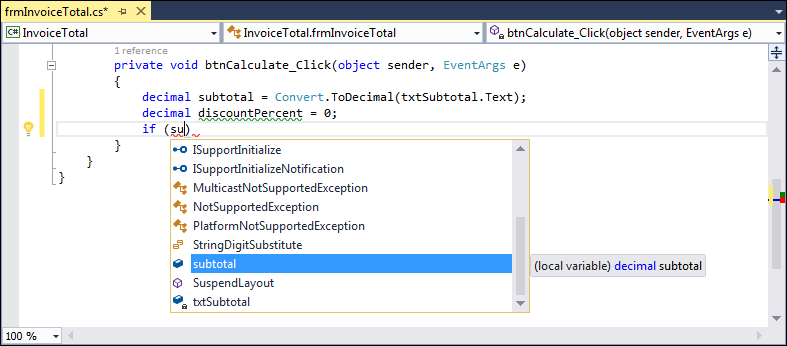 frmInvoiceTotal.cs*
InvoiceTotal InvoiceTotal.frmInvoiceTotal btnCalculate_Click(object sender, EventArgs e)
1 reference
private void btnCalculate_Click(object sender, EventArgs e)
{
decimal subtotal = Convert.ToDecimal(txtSubtotal.Text);
decimal discountPercent = 0;
if (su)
}
}
}
ISupportInitialize
ISupportInitializeNotification
MulticastNotSupportedException
NotSupportedException
PlatformNotSupportedException
StringDigitSubstitute
subtotal
(local variable) decimal subtotal
SuspendLayout
txtSubtotal
100 %